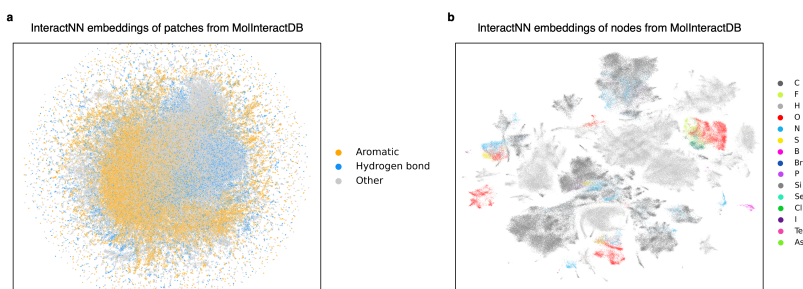 a
InteractNN embeddings of patches from MolInteractDB
Aromatic
Hydrogen bond
Other
b
InteractNN embeddings of nodes from MolInteractDB
C
F
H
O
N
S
B
Br
P
Si
Se
Cl
I
Te
As